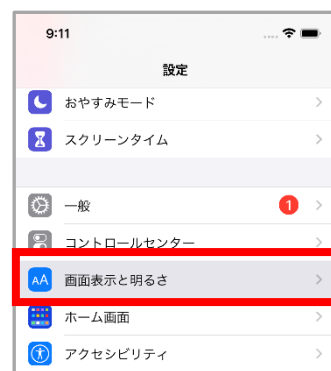 9:11
設定
おやすみモード
スクリーンタイム
一般
1
コントロールセンター
AA 画面表示と明るさ
ホーム画面
アクセシビリティ